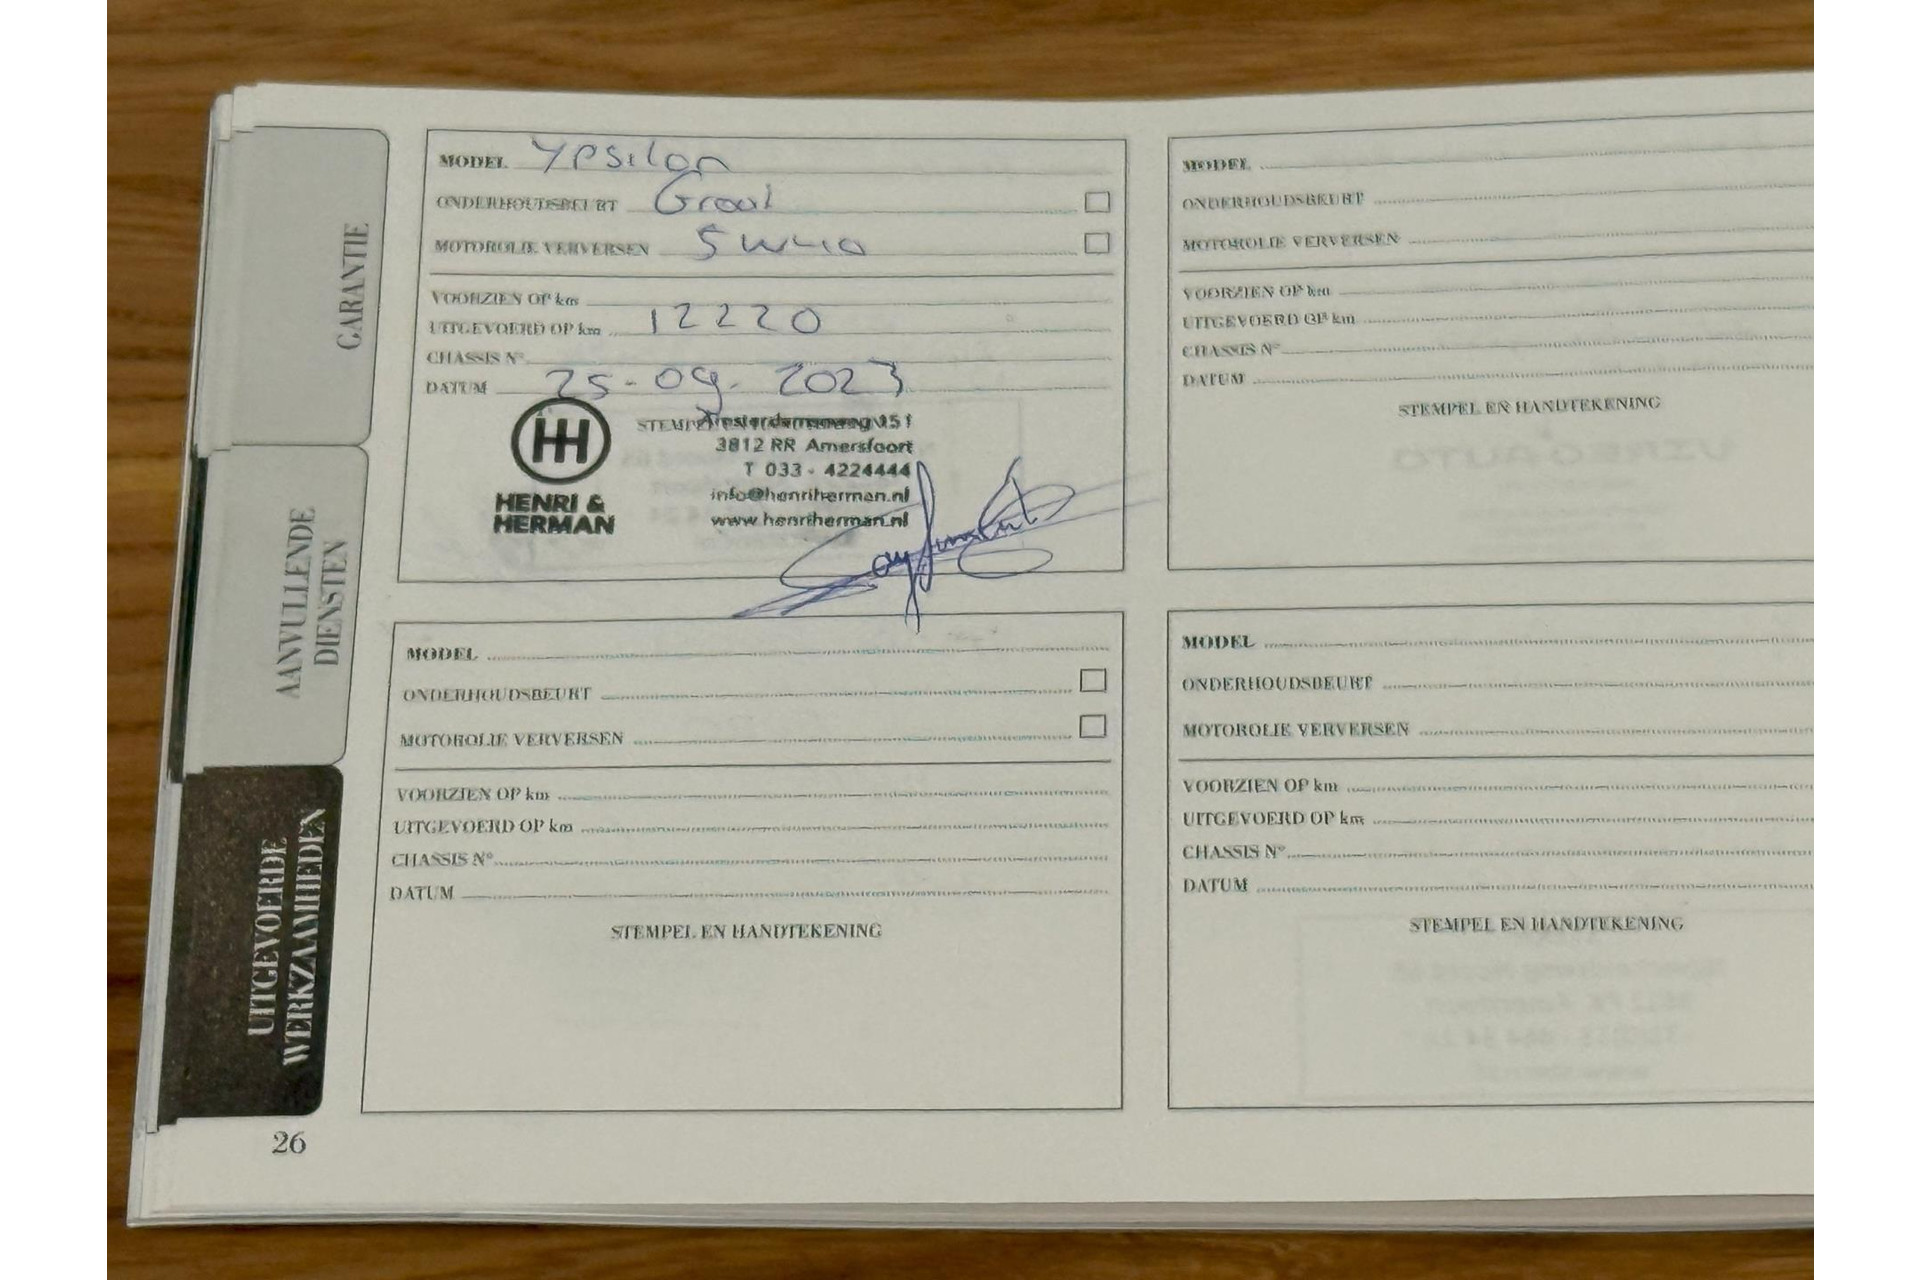 GARANTIE
AANVULLENDE
DIENSTEN
UITGEVOERDE
WERKZAAMHEDEN
MODEL Ypsilon
ONDERHOUDSBEURT Groot
MOTOROLIE VERVERSEN 5W40
VOORZIEN OP km
UITGEVOERD OP km 12220
CHASSIS N°
DATUM 25-09-2023
STEMPEL
Amsterdamseweg 151
3812 RR Amersfoort
T 033 - 4224444
info@henriherman.nl
www.henriherman.nl
HENRI &
HERMAN
MODEL
ONDERHOUDSBEURT
MOTOROLIE VERVERSEN
VOORZIEN OP km
UITGEVOERD OP km
CHASSIS N°
DATUM
STEMPEL EN HANDTEKENING
MODEL
ONDERHOUDSBEURT
MOTOROLIE VERVERSEN
VOORZIEN OP km
UITGEVOERD OP km
CHASSIS N°
DATUM
STEMPEL EN HANDTEKENING
MODEL
ONDERHOUDSBEURT
MOTOROLIE VERVERSEN
VOORZIEN OP km
UITGEVOERD OP km
CHASSIS N°
DATUM
STEMPEL EN HANDTEKENING
26